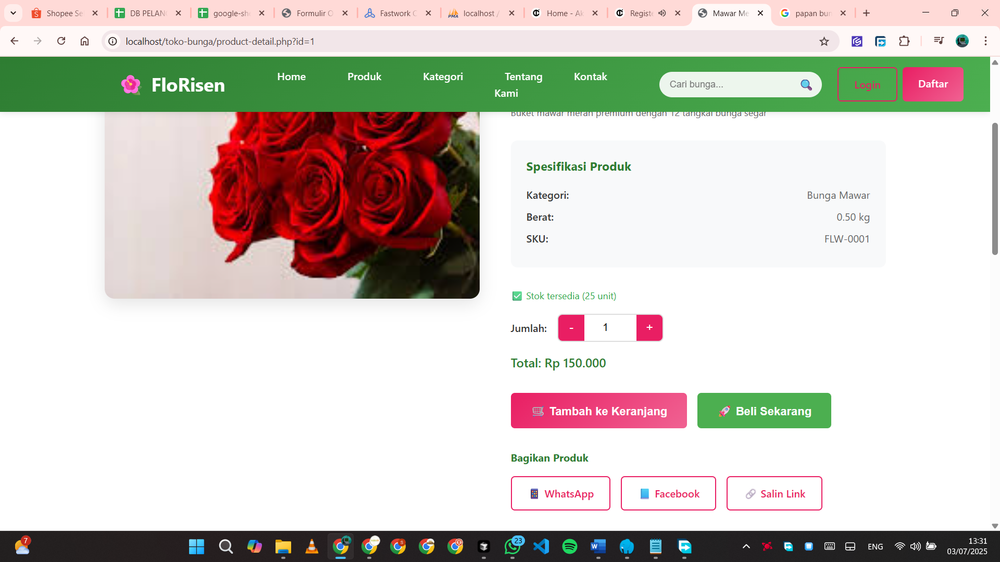 Shopee Se
DB PELAN
google-she
Formulir O
Fastwork C
localhost /
Home - Ak
Registe
Mawar Me
papan bun
localhost/toko-bunga/product-detail.php?id=1
FloRisen
Home
Produk
Kategori
Tentang
Kami
Kontak
Cari bunga...
Login
Daftar
Buket mawar merah premium dengan 12 tangkai bunga segar
Spesifikasi Produk
Kategori: Bunga Mawar
Berat: 0.50 kg
SKU: FLW-0001
Stok tersedia (25 unit)
Jumlah: - 1 +
Total: Rp 150.000
Tambah ke Keranjang
Beli Sekarang
Bagikan Produk
WhatsApp
Facebook
Salin Link
7
23
ENG
13:31
03/07/2025